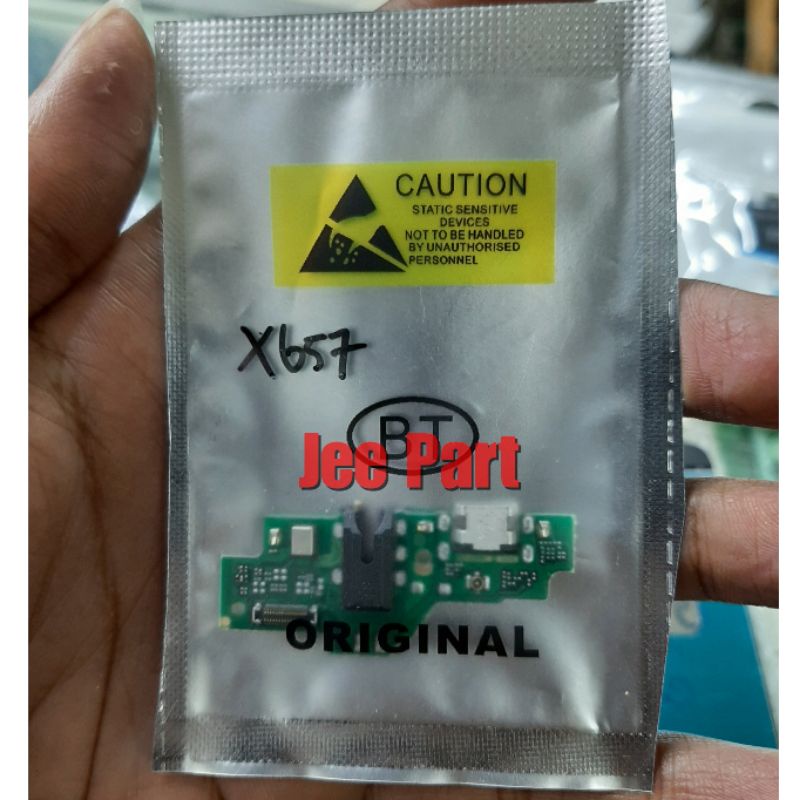 CAUTION
STATIC SENSITIVE
DEVICES
NOT TO BE HANDLED
BY UNAUTHORISED
PERSONNEL
X657
BT
Jee Part
ORIGINAL